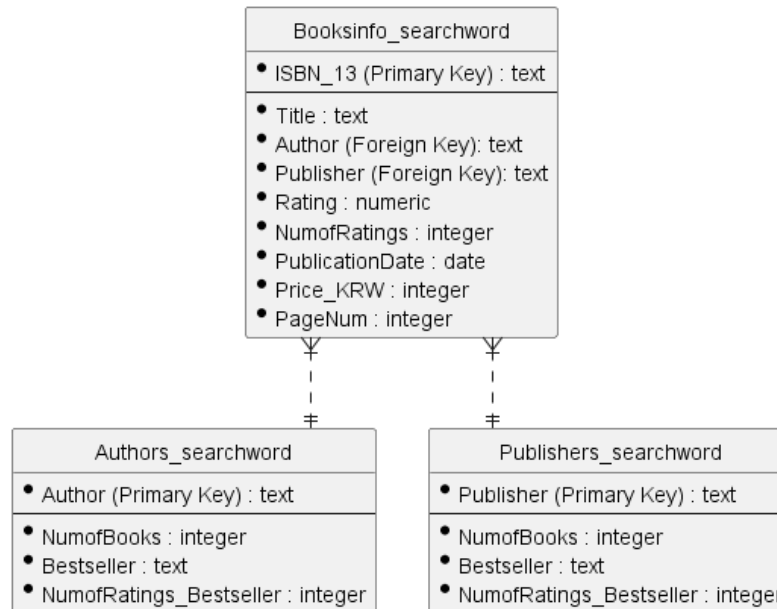 Booksinfo_searchword
ISBN_13 (Primary Key) : text
Title : text
Author (Foreign Key): text
Publisher (Foreign Key): text
Rating : numeric
NumofRatings : integer
PublicationDate : date
Price_KRW : integer
PageNum : integer
Authors_searchword
Author (Primary Key) : text
NumofBooks : integer
Bestseller : text
NumofRatings_Bestseller : integer
Publishers_searchword
Publisher (Primary Key) : text
NumofBooks : integer
Bestseller : text
NumofRatings_Bestseller : integer